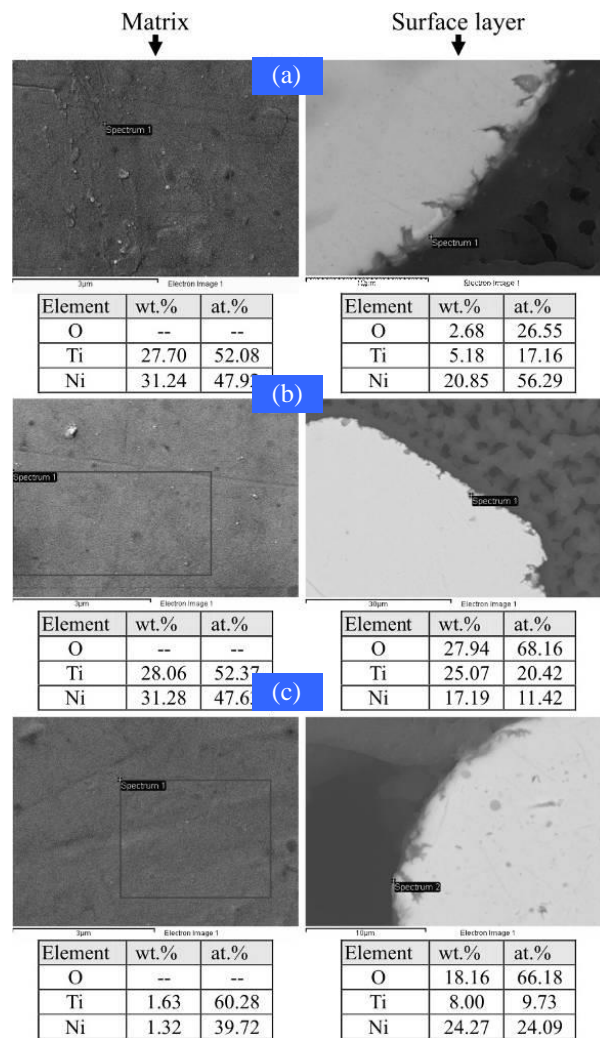 Matrix
Surface layer
(a)
Spectrum 1
Spectrum 1
3µm
Electron Image 1
Electron Image 1
Element wt.% at.%
O -- --
Ti 27.70 52.08
Ni 31.24 47.92
Element wt.% at.%
O 2.68 26.55
Ti 5.18 17.16
Ni 20.85 56.29
(b)
Spectrum 1
Spectrum 1
3µm
Electron Image 1
30µm
Electron Image 1
Element wt.% at.%
O -- --
Ti 28.06 52.37
Ni 31.28 47.63
Element wt.% at.%
O 27.94 68.16
Ti 25.07 20.42
Ni 17.19 11.42
(c)
Spectrum 1
Spectrum 2
3µm
Electron Image 1
10µm
Electron Image 1
Element wt.% at.%
O -- --
Ti 1.63 60.28
Ni 1.32 39.72
Element wt.% at.%
O 18.16 66.18
Ti 8.00 9.73
Ni 24.27 24.09